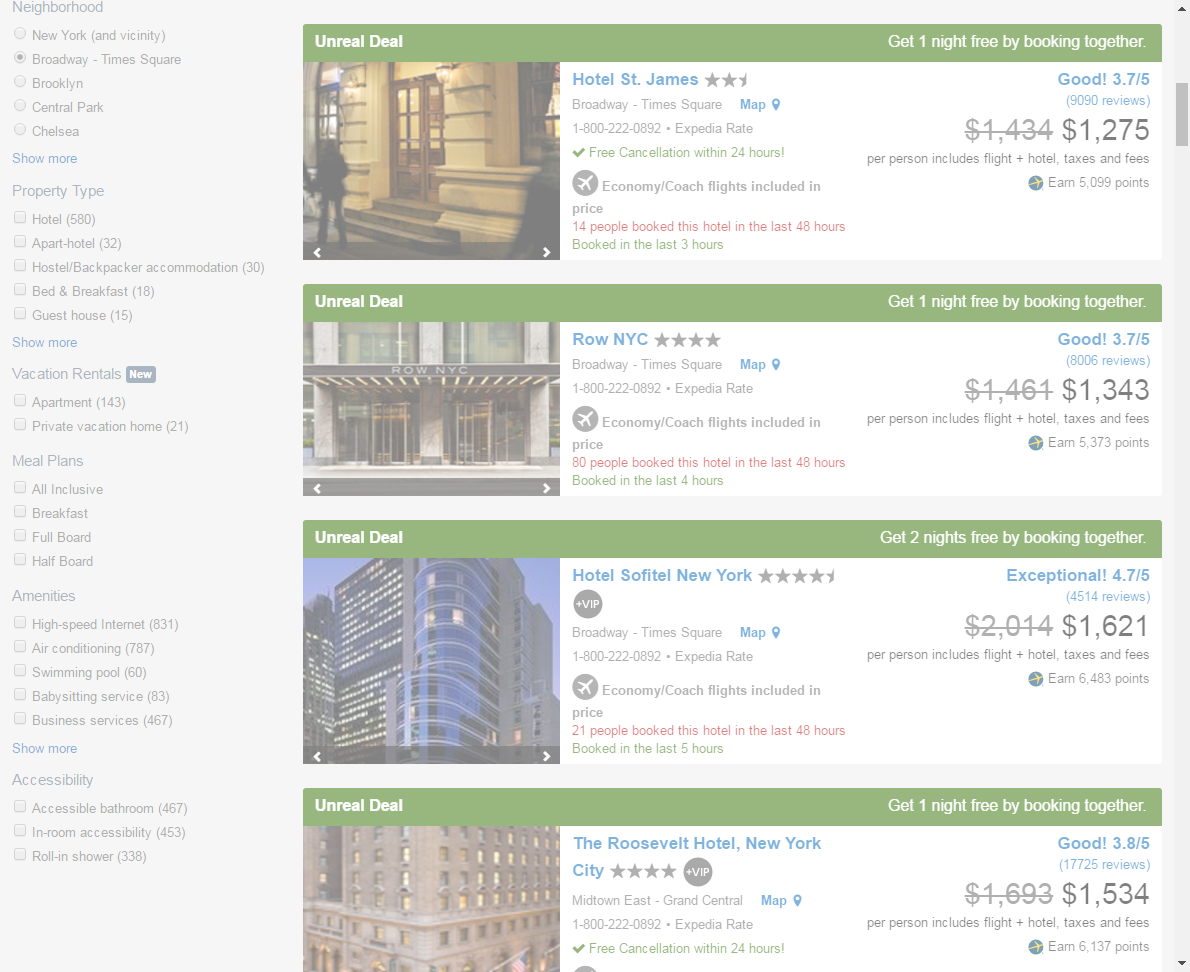 Neighborhood
New York (and vicinity)
Broadway - Times Square
Brooklyn
Central Park
Chelsea
Show more
Property Type
Hotel (580)
Apart-hotel (32)
Hostel/Backpacker accommodation (30)
Bed & Breakfast (18)
Guest house (15)
Show more
Vacation Rentals New
Apartment (143)
Private vacation home (21)
Meal Plans
All Inclusive
Breakfast
Full Board
Half Board
Amenities
High-speed Internet (831)
Air conditioning (787)
Swimming pool (60)
Babysitting service (83)
Business services (467)
Show more
Accessibility
Accessible bathroom (467)
In-room accessibility (453)
Roll-in shower (338)
Unreal Deal
Get 1 night free by booking together.
Hotel St. James
Broadway - Times Square Map
1-800-222-0892 • Expedia Rate
Free Cancellation within 24 hours!
Economy/Coach flights included in
price
14 people booked this hotel in the last 48 hours
Booked in the last 3 hours
Good! 3.7/5
(9090 reviews)
$1,434 $1,275
per person includes flight + hotel, taxes and fees
Earn 5,099 points
Unreal Deal
Get 1 night free by booking together.
ROW NYC
Row NYC
Broadway - Times Square Map
1-800-222-0892 • Expedia Rate
Economy/Coach flights included in
price
80 people booked this hotel in the last 48 hours
Booked in the last 4 hours
Good! 3.7/5
(8006 reviews)
$1,461 $1,343
per person includes flight + hotel, taxes and fees
Earn 5,373 points
Unreal Deal
Get 2 nights free by booking together.
Hotel Sofitel New York
+VIP
Broadway - Times Square Map
1-800-222-0892 • Expedia Rate
Economy/Coach flights included in
price
21 people booked this hotel in the last 48 hours
Booked in the last 5 hours
Exceptional! 4.7/5
(4514 reviews)
$2,014 $1,621
per person includes flight + hotel, taxes and fees
Earn 6,483 points
Unreal Deal
Get 1 night free by booking together.
The Roosevelt Hotel, New York
City +VIP
Midtown East - Grand Central Map
1-800-222-0892 • Expedia Rate
Free Cancellation within 24 hours!
Good! 3.8/5
(17725 reviews)
$1,693 $1,534
per person includes flight + hotel, taxes and fees
Earn 6,137 points